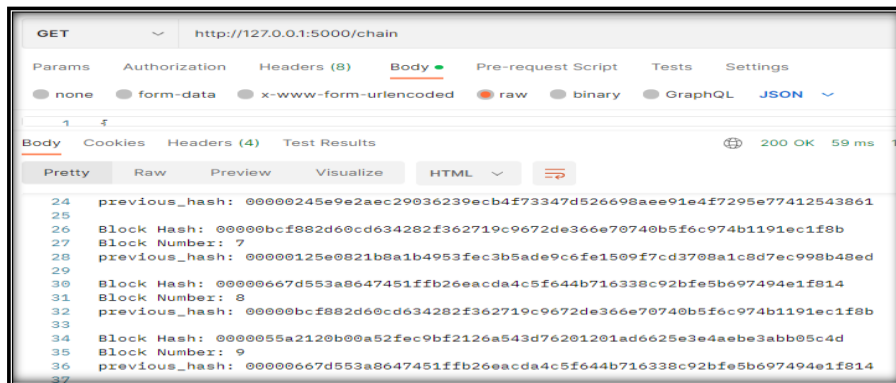 GET http://127.0.0.1:5000/chain
Params Authorization Headers (8) Body Pre-request Script Tests Settings
none form-data x-www-form-urlencoded raw binary GraphQL JSON
1 {
Body Cookies Headers (4) Test Results 200 OK 59 ms 1
Pretty Raw Preview Visualize HTML
24 previous_hash: 00000245e9e2aec29036239ecb4f73347d526698aee91e4f7295e77412543861
25
26 Block Hash: 00000bcf882d60cd634282f362719c9672de366e70740b5f6c974b1191ec1f8b
27 Block Number: 7
28 previous_hash: 00000125e0821b8a1b4953fec3b5ade9c6fe1509f7cd3708a1c8d7ec998b48ed
29
30 Block Hash: 00000667d553a8647451ffb26eacda4c5f644b716338c92bfe5b697494e1f814
31 Block Number: 8
32 previous_hash: 00000bcf882d60cd634282f362719c9672de366e70740b5f6c974b1191ec1f8b
33
34 Block Hash: 0000055a2120b00a52fec9bf2126a543d76201201ad6625e3e4aebe3abb05c4d
35 Block Number: 9
36 previous_hash: 00000667d553a8647451ffb26eacda4c5f644b716338c92bfe5b697494e1f814
37